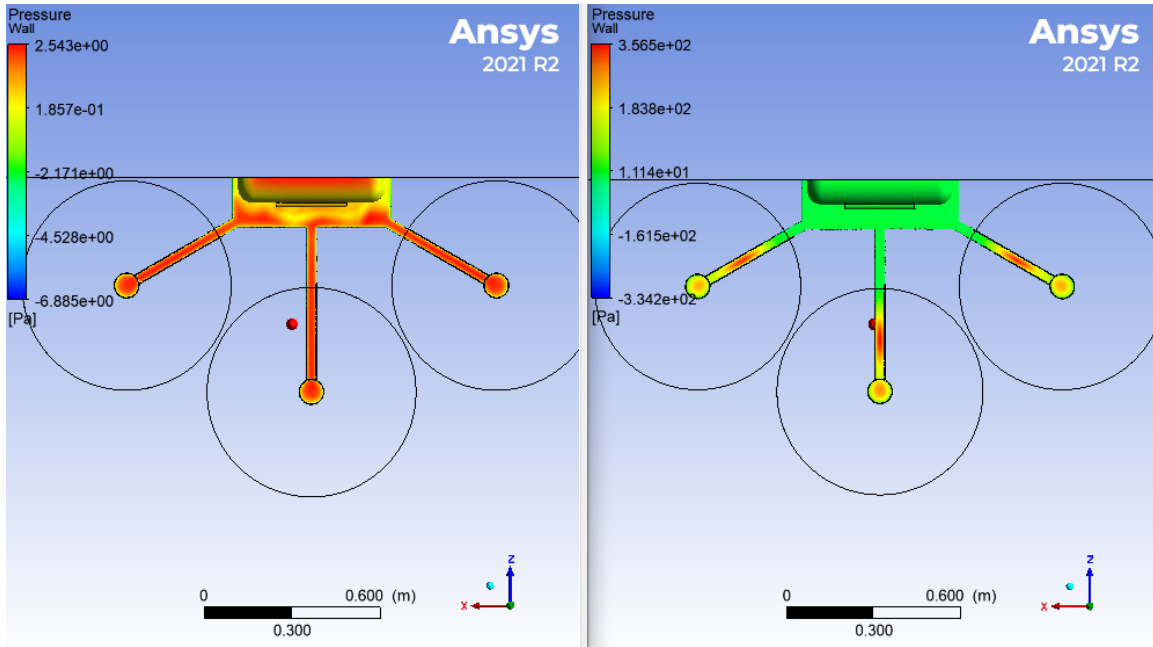 Pressure
Wall
2.543e+00
1.857e-01
-2.171e+00
-4.528e+00
-6.885e+00
[Pa]
Ansys
2021 R2
0
0.600
(m)
0.300
Z
X
Pressure
Wall
3.565e+02
1.838e+02
1.114e+01
-1.615e+02
-3.342e+02
[Pa]
Ansys
2021 R2
0
0.600
(m)
0.300
Z
X